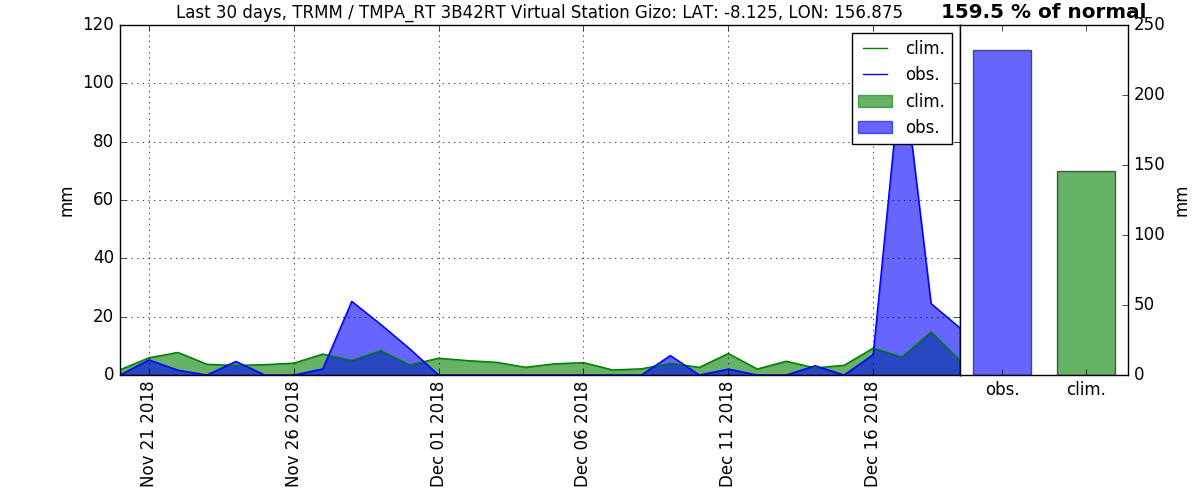 Last 30 days, TRMM / TMPA_RT 3B42RT Virtual Station Gizo: LAT: -8.125, LON: 156.875
159.5 % of normal
120
100
80
60
40
20
0
mm
clim.
obs.
clim.
obs.
Nov 21 2018
Nov 26 2018
Dec 01 2018
Dec 06 2018
Dec 11 2018
Dec 16 2018
250
200
150
100
50
0
mm
obs.
clim.